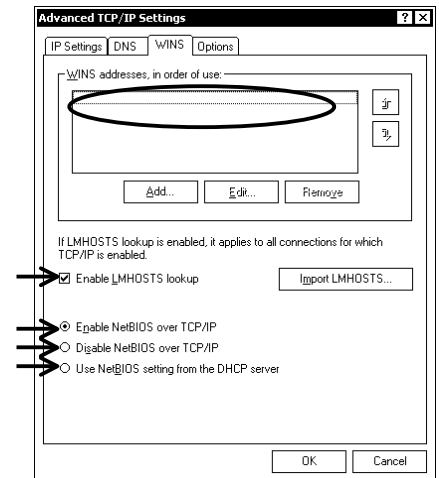 Advanced TCP/IP Settings
IP Settings DNS WINS Options
WINS addresses, in order of use:
Add... Edit... Remove
If LMHOSTS lookup is enabled, it applies to all connections for which
TCP/IP is enabled.
Enable LMHOSTS lookup Import LMHOSTS...
Enable NetBIOS over TCP/IP
Disable NetBIOS over TCP/IP
Use NetBIOS setting from the DHCP server
OK Cancel